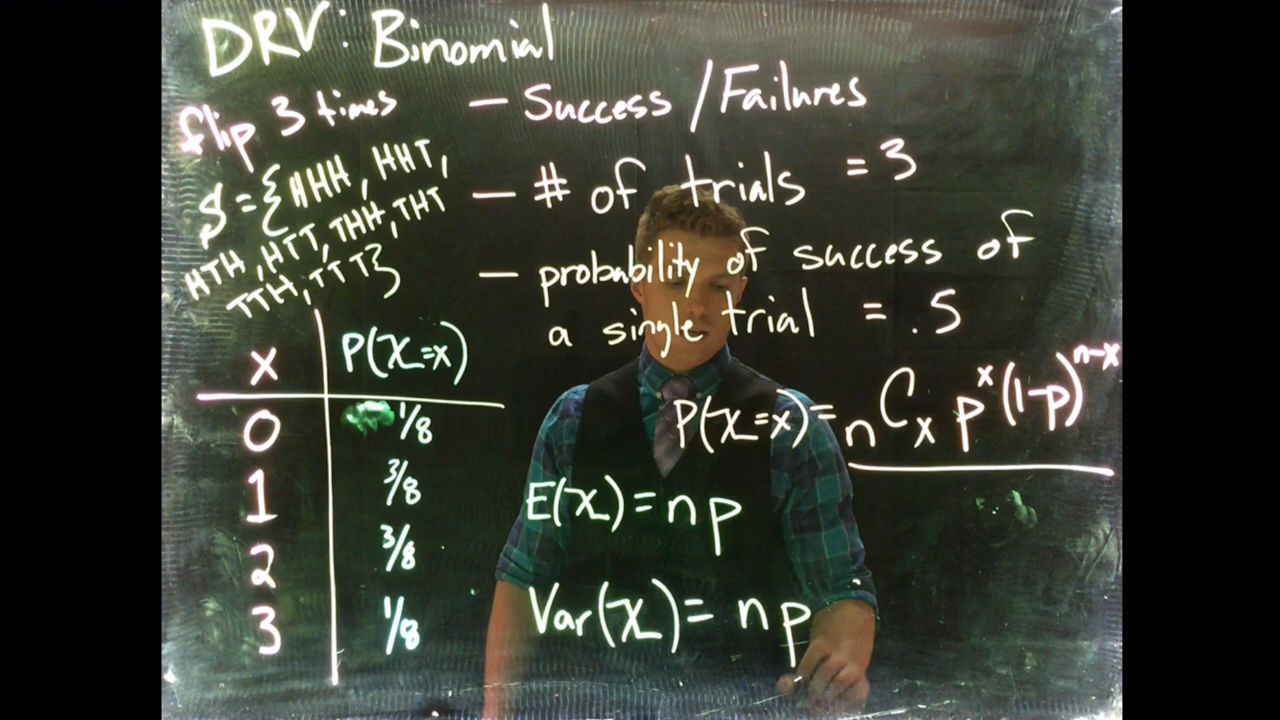 DRV: Binomial
flip 3 times
S={HHH, HHT,
HTH, HTT, THH, THT
TTH, TTT}
— Success/Failures
— # of trials = 3
— probability of success of
a single trial = .5
x P(X=x)
0 1/8
1 3/8
2 3/8
3 1/8
P(X=x)= nCx p^x (1-p)^n-x
E(X)=np
Var(X)= np